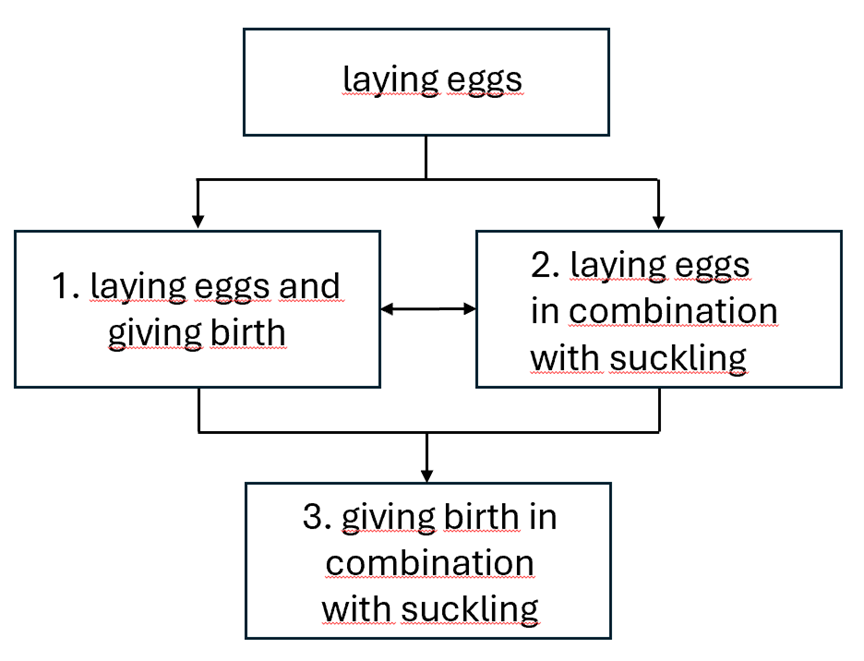 laying eggs
1. laying eggs and
giving birth
2. laying eggs
in combination
with suckling
3. giving birth in
combination
with suckling